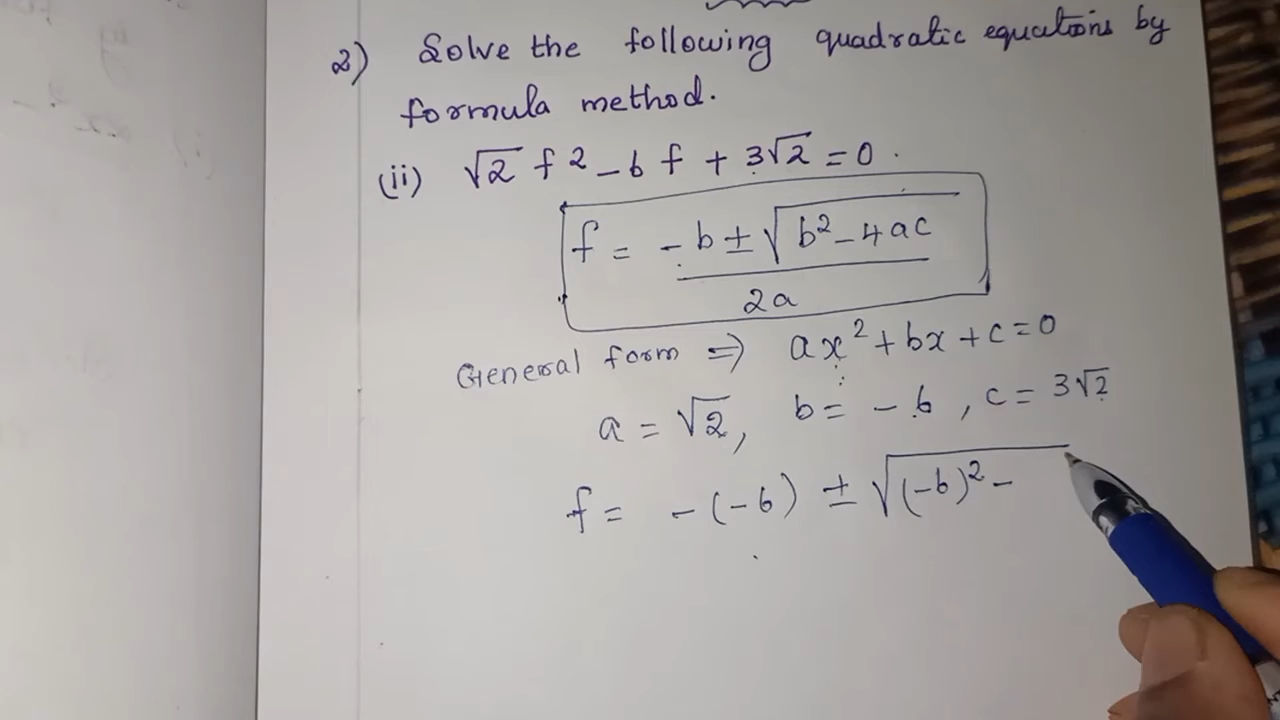 2) Solve the following quadratic equations by
formula method.
(ii) √2 f² - 6 f + 3√2 = 0.
f = -b ± √b² - 4ac
2a
General form ⇒ ax² + bx + c = 0
a = √2, b = - 6, c = 3√2
f = -(-6) ± √(-6)² -